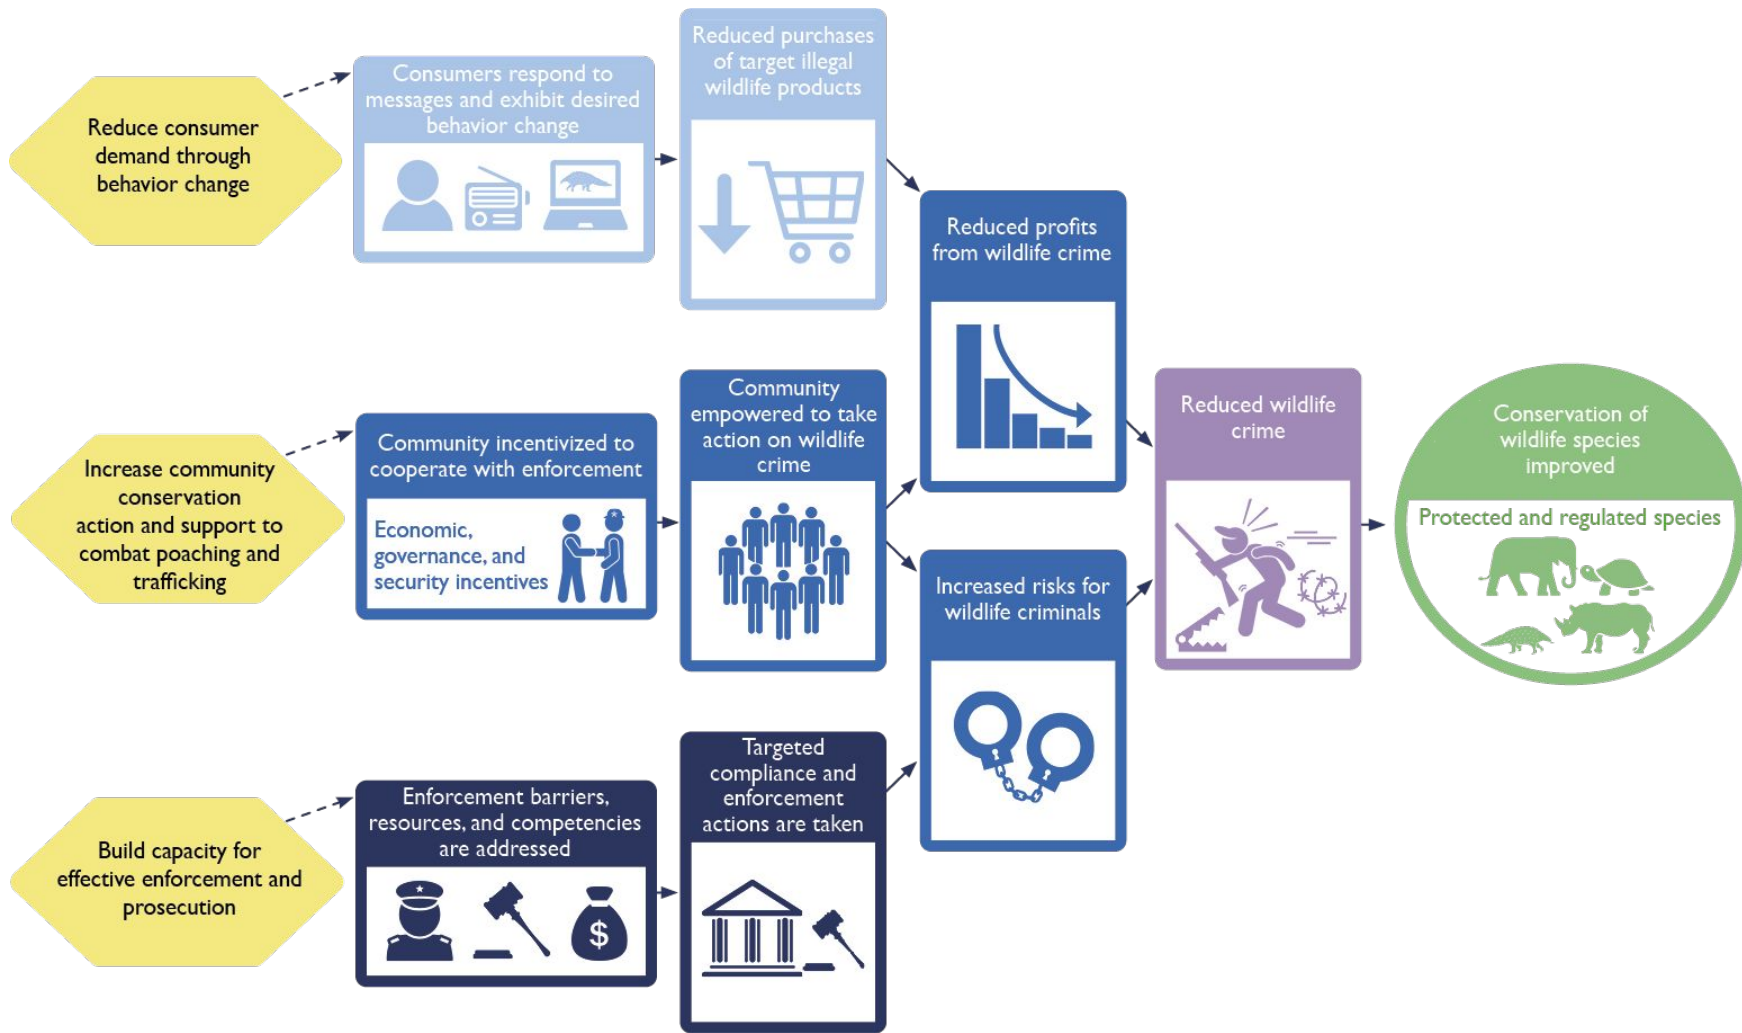 Reduce consumer
demand through
behavior change
Consumers respond to
messages and exhibit desired
behavior change
Reduced purchases
of target illegal
wildlife products
Reduced profits
from wildlife crime
Increase community
conservation
action and support to
combat poaching and
trafficking
Community incentivized to
cooperate with enforcement
Economic,
governance, and
security incentives
Community
empowered to take
action on wildlife
crime
Increased risks for
wildlife criminals
Reduced wildlife
crime
Conservation of
wildlife species
improved
Protected and regulated species
Build capacity for
effective enforcement and
prosecution
Enforcement barriers,
resources, and competencies
are addressed
$
Targeted
compliance and
enforcement
actions are taken